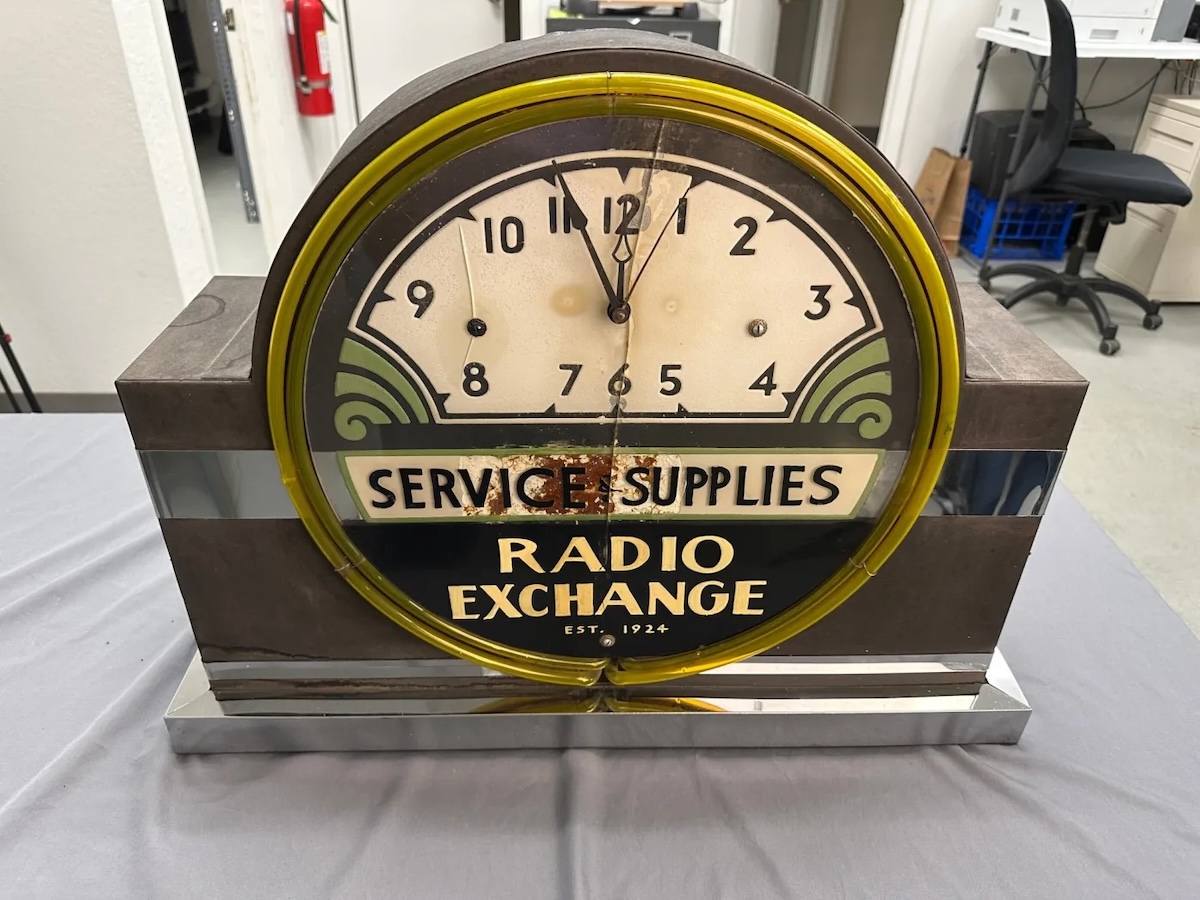 10 11 12 1 2
9 3
8 7 6 5 4
SERVICE & SUPPLIES
RADIO
EXCHANGE
EST. 1924